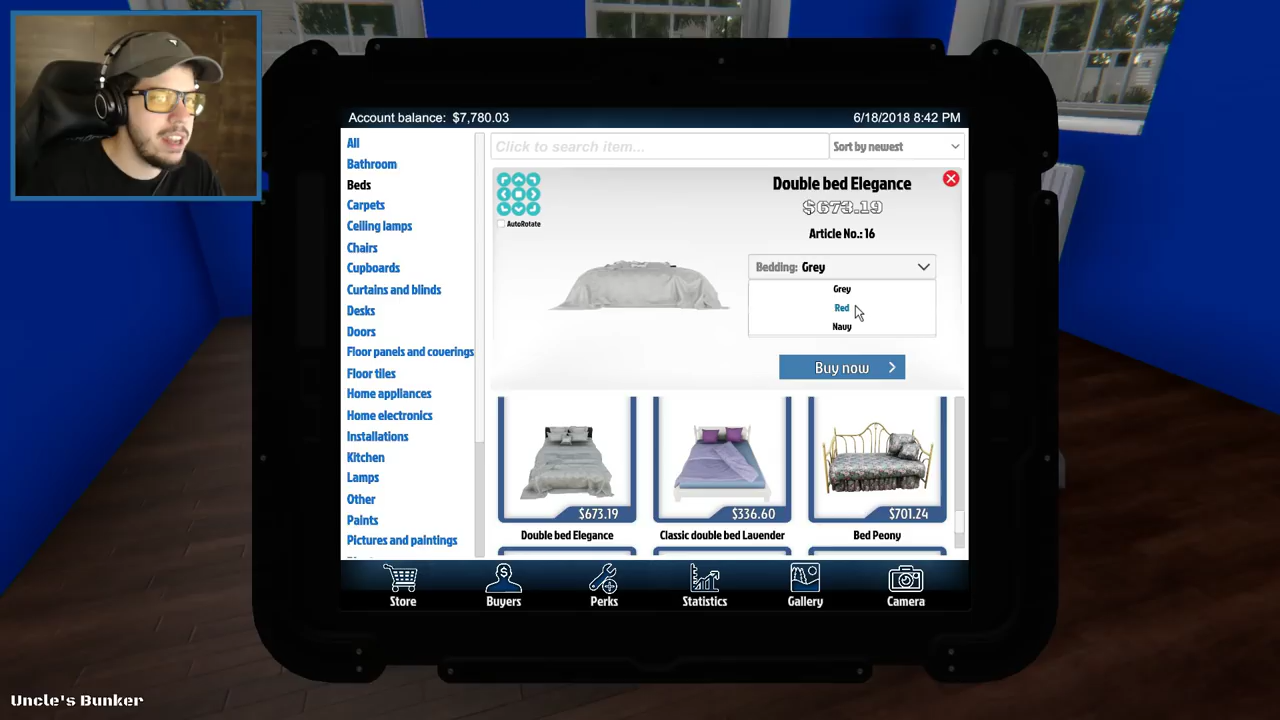 Account balance: $7,780.03
6/18/2018 8:42 PM
All
Bathroom
Beds
Carpets
Ceiling lamps
Chairs
Cupboards
Curtains and blinds
Desks
Doors
Floor panels and coverings
Floor tiles
Home appliances
Home electronics
Installations
Kitchen
Lamps
Other
Paints
Pictures and paintings
Click to search item...
Sort by newest
AutoRotate
Double bed Elegance
$673.19
Article No.: 16
Bedding: Grey
Grey
Red
Navy
Buy now
$673.19
$336.60
$701.24
Double bed Elegance
Classic double bed Lavender
Bed Peony
Store
Buyers
Perks
Statistics
Gallery
Camera
Uncle's Bunker